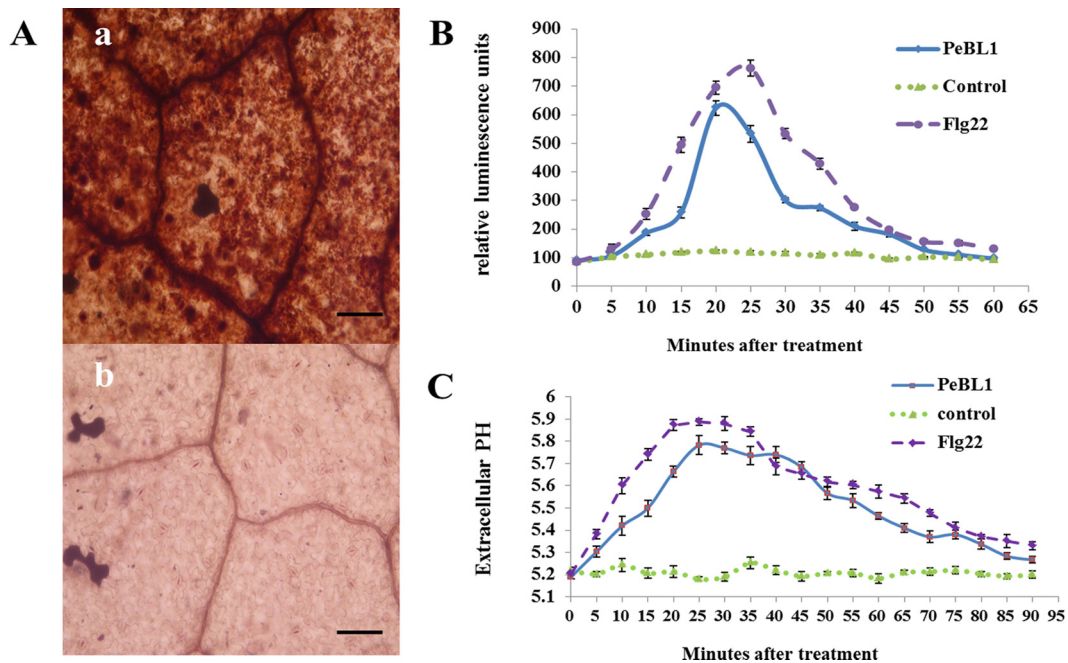 A
a
b
B
relative luminescence units
900
800
700
600
500
400
300
200
100
0
0 5 10 15 20 25 30 35 40 45 50 55 60 65
Minutes after treatment
PeBL1
Control
Flg22
C
Extracellular PH
6
5.9
5.8
5.7
5.6
5.5
5.4
5.3
5.2
5.1
0 5 10 15 20 25 30 35 40 45 50 55 60 65 70 75 80 85 90 95
Minutes after treatment
PeBL1
control
Flg22